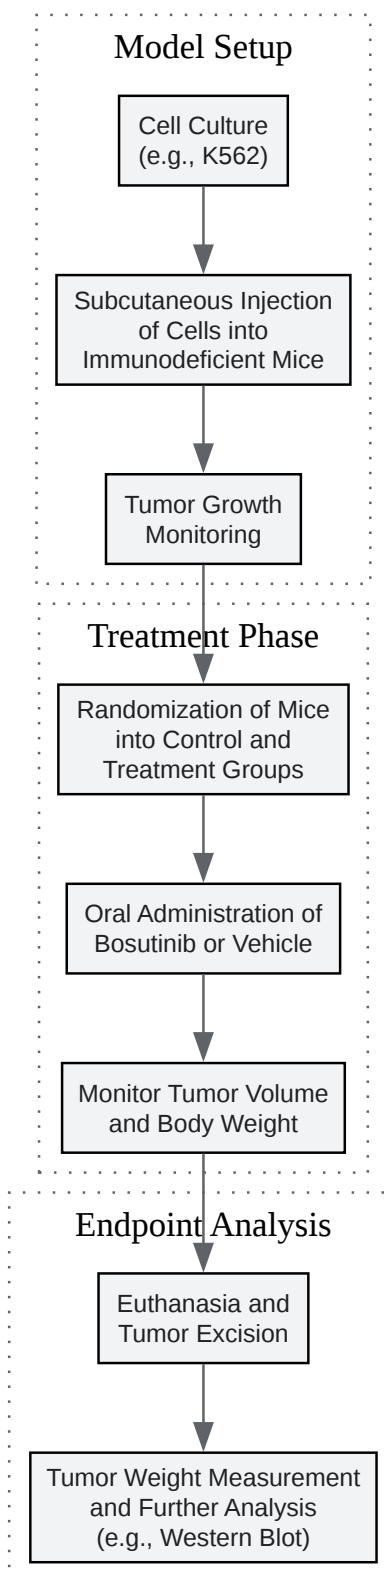 Model Setup
Cell Culture
(e.g., K562)
Subcutaneous Injection
of Cells into
Immunodeficient Mice
Tumor Growth
Monitoring
Treatment Phase
Randomization of Mice
into Control and
Treatment Groups
Oral Administration of
Bosutinib or Vehicle
Monitor Tumor Volume
and Body Weight
Endpoint Analysis
Euthanasia and
Tumor Excision
Tumor Weight Measurement
and Further Analysis
(e.g., Western Blot)